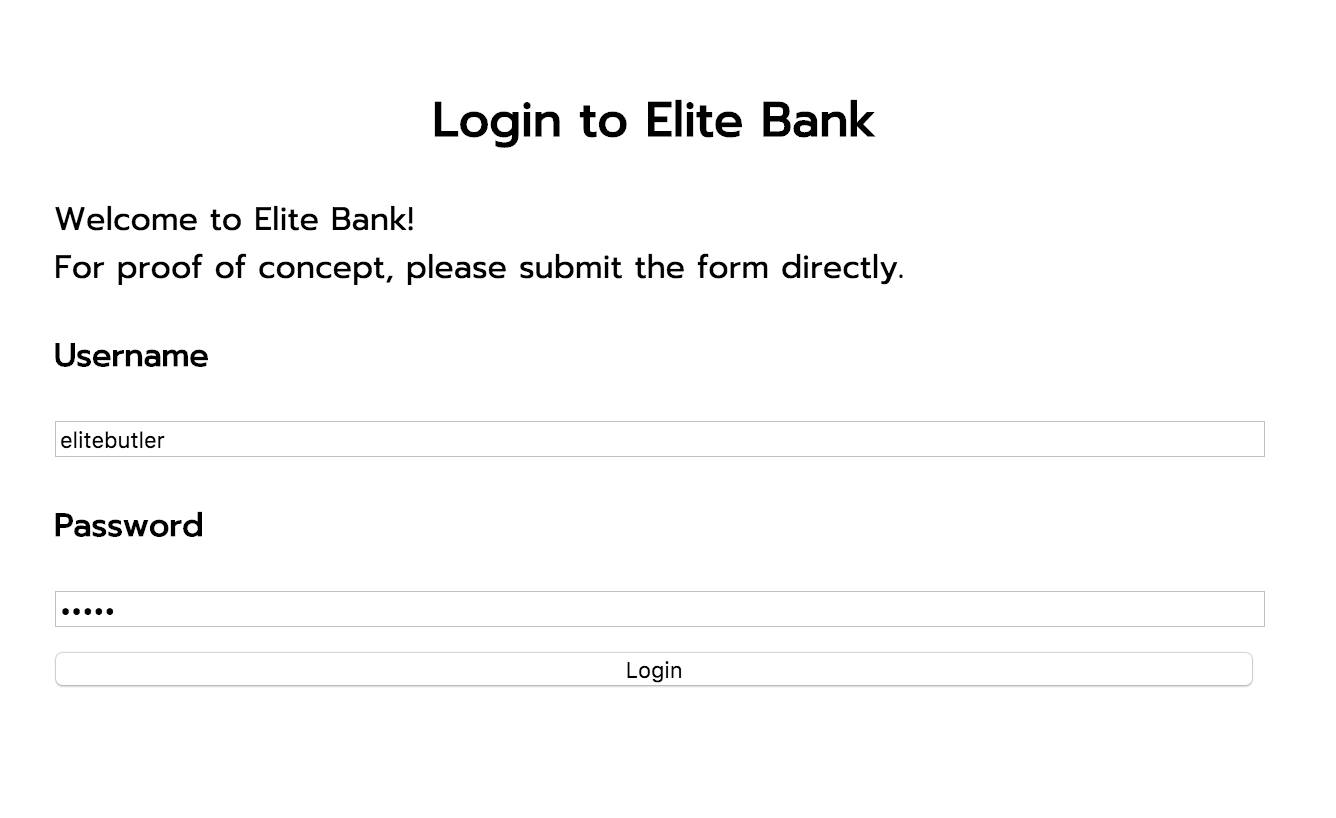 Login to Elite Bank
Welcome to Elite Bank!
For proof of concept, please submit the form directly.
Username
elitebutler
Password
•••••
Login